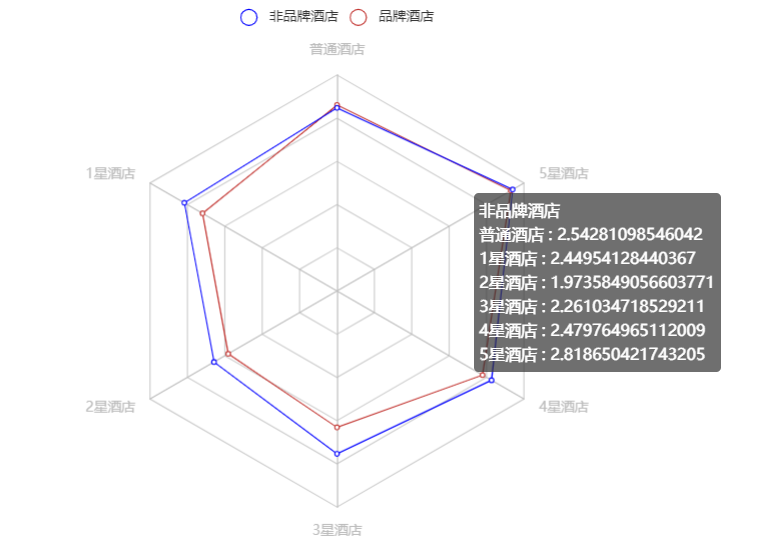 非品牌酒店 品牌酒店
普通酒店
1星酒店
5星酒店
非品牌酒店
普通酒店 : 2.54281098546042
1星酒店 : 2.44954128440367
2星酒店 : 1.9735849056603771
3星酒店 : 2.261034718529211
4星酒店 : 2.479764965112009
5星酒店 : 2.818650421743205
2星酒店
4星酒店
3星酒店